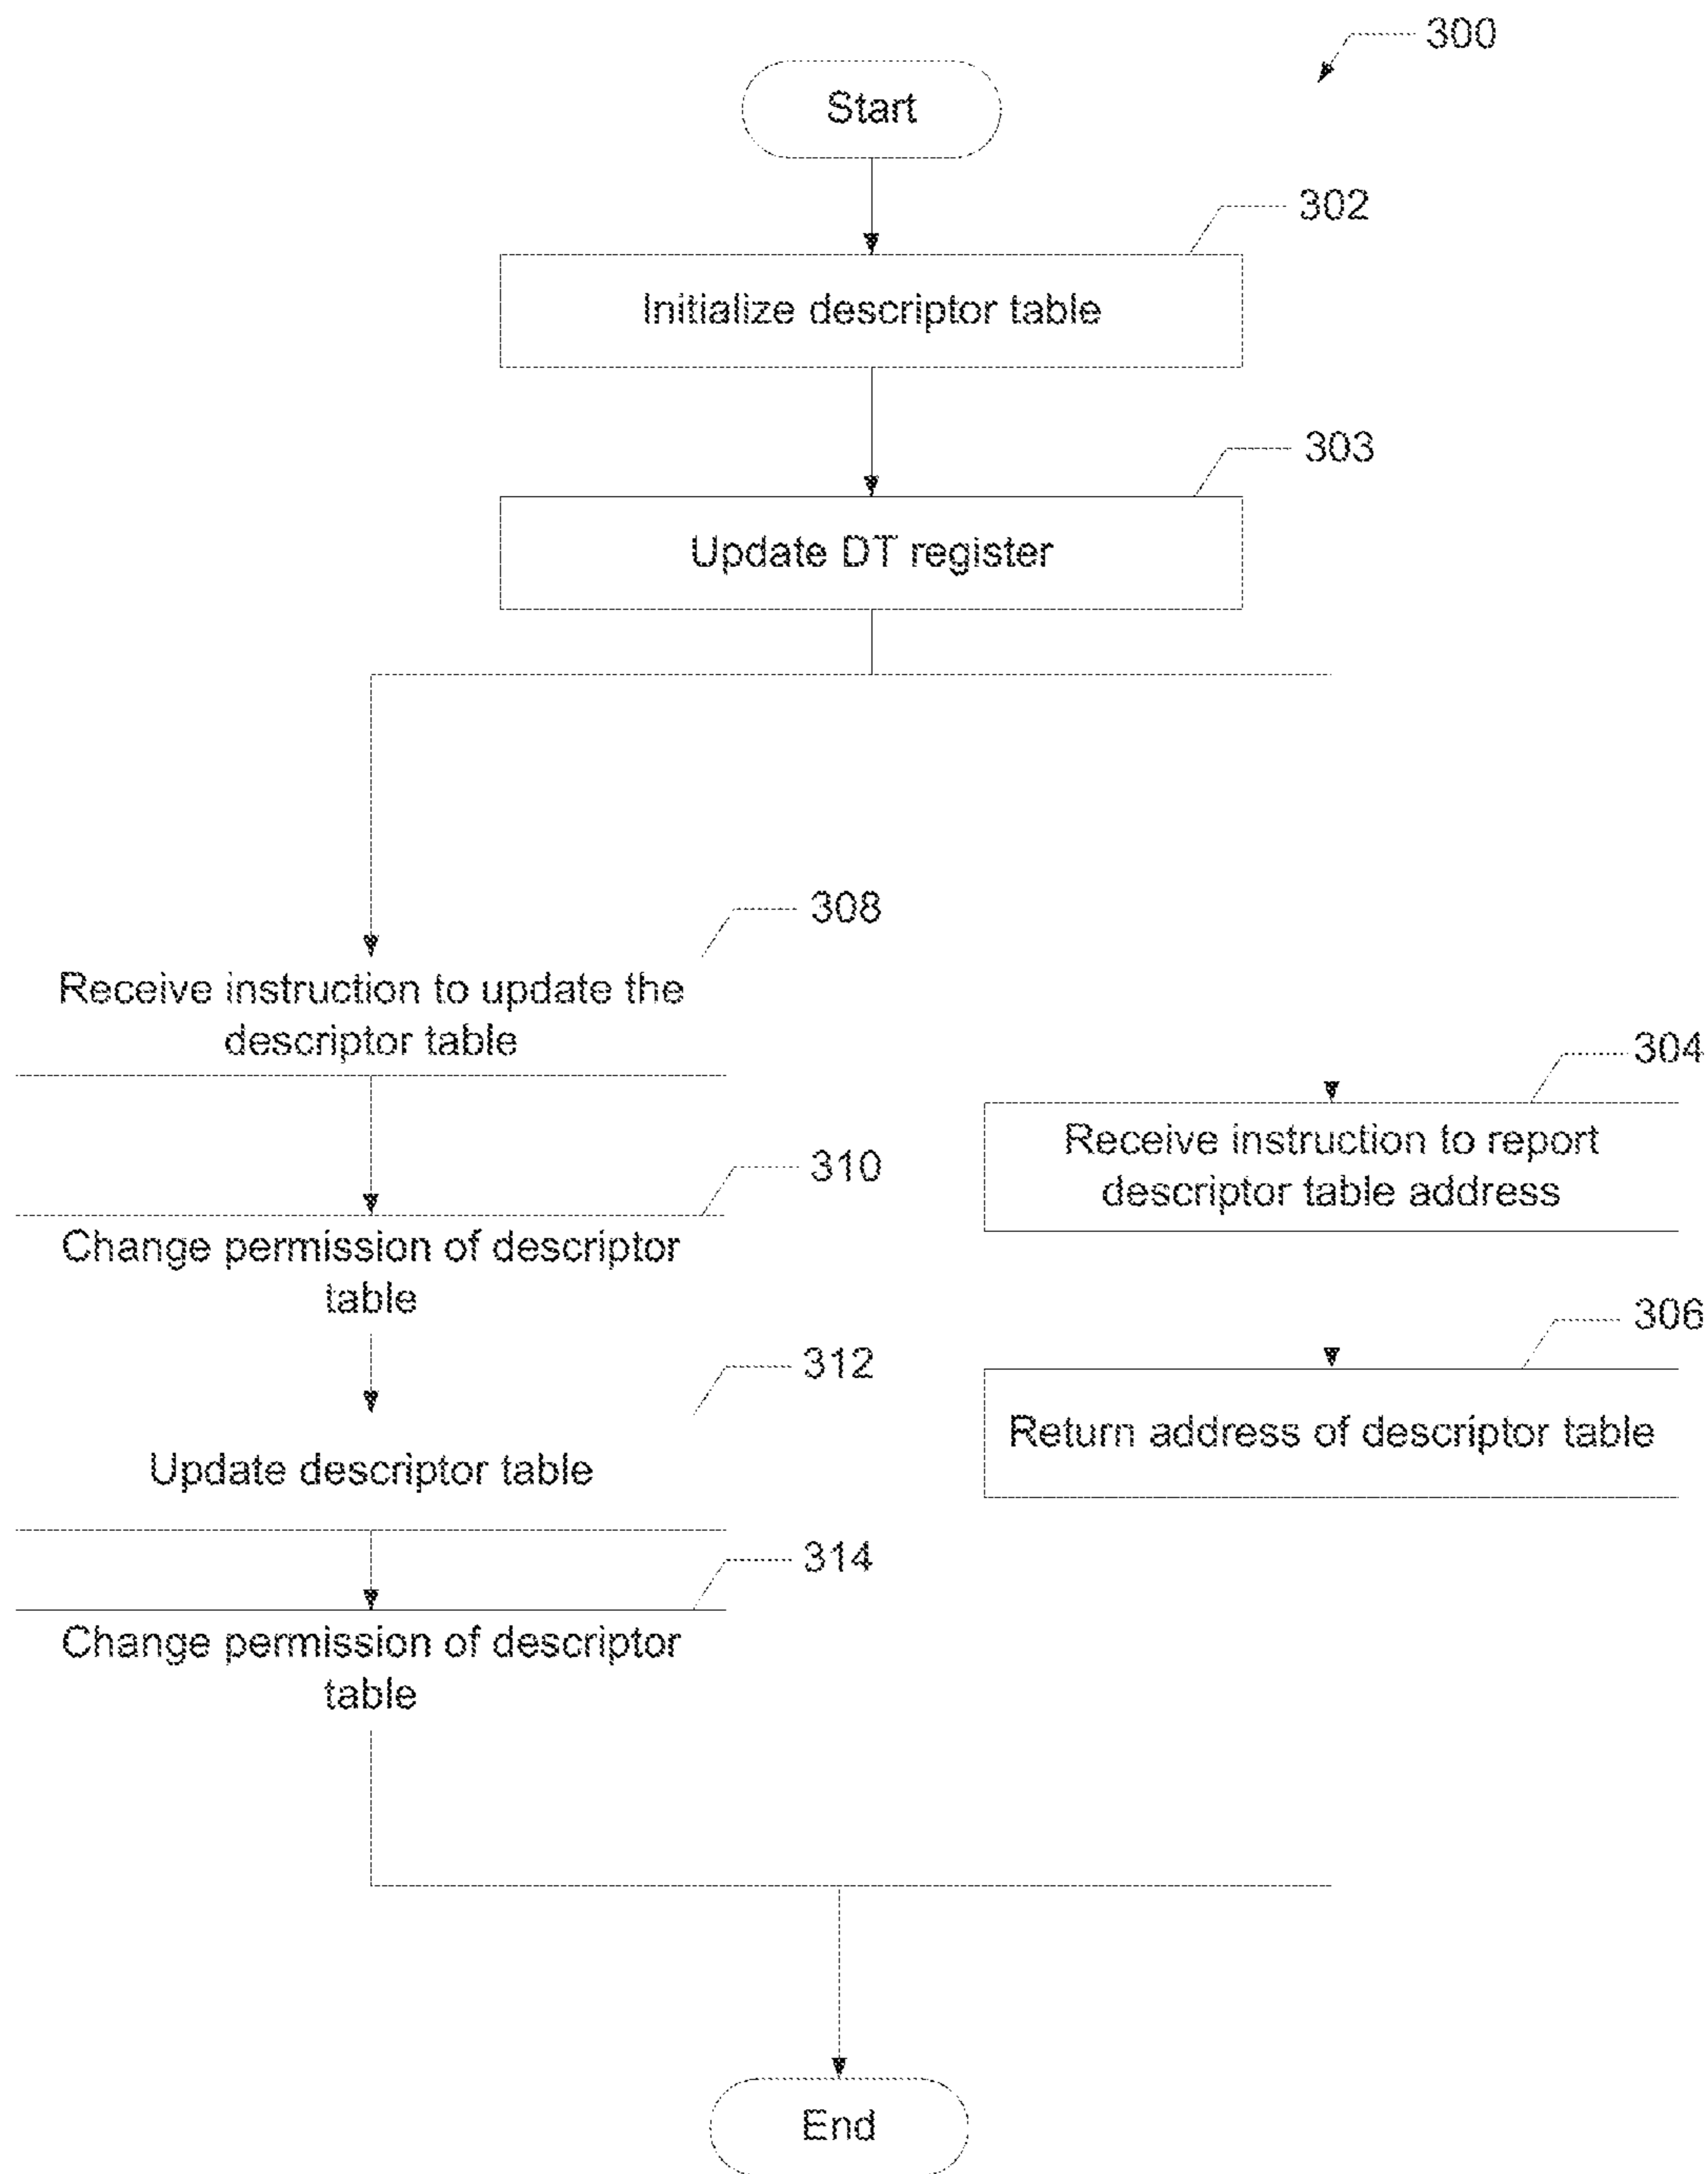 300
Start
302
Initialize descriptor table
303
Update DT register
308
Receive instruction to update the
descriptor table
304
Receive instruction to report
descriptor table address
310
Change permission of descriptor
table
306
Return address of descriptor table
312
Update descriptor table
314
Change permission of descriptor
table
End